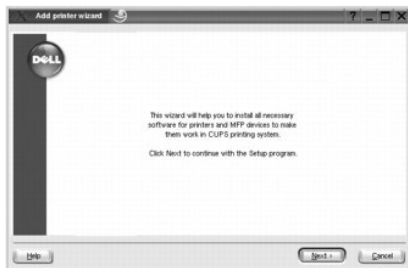 Add printer wizard
DELL
This wizard will help you to install all necessary
software for printers and MFP devices to make
them work in CUPS printing system.
Click Next to continue with the Setup program.
Help
Next >
Cancel